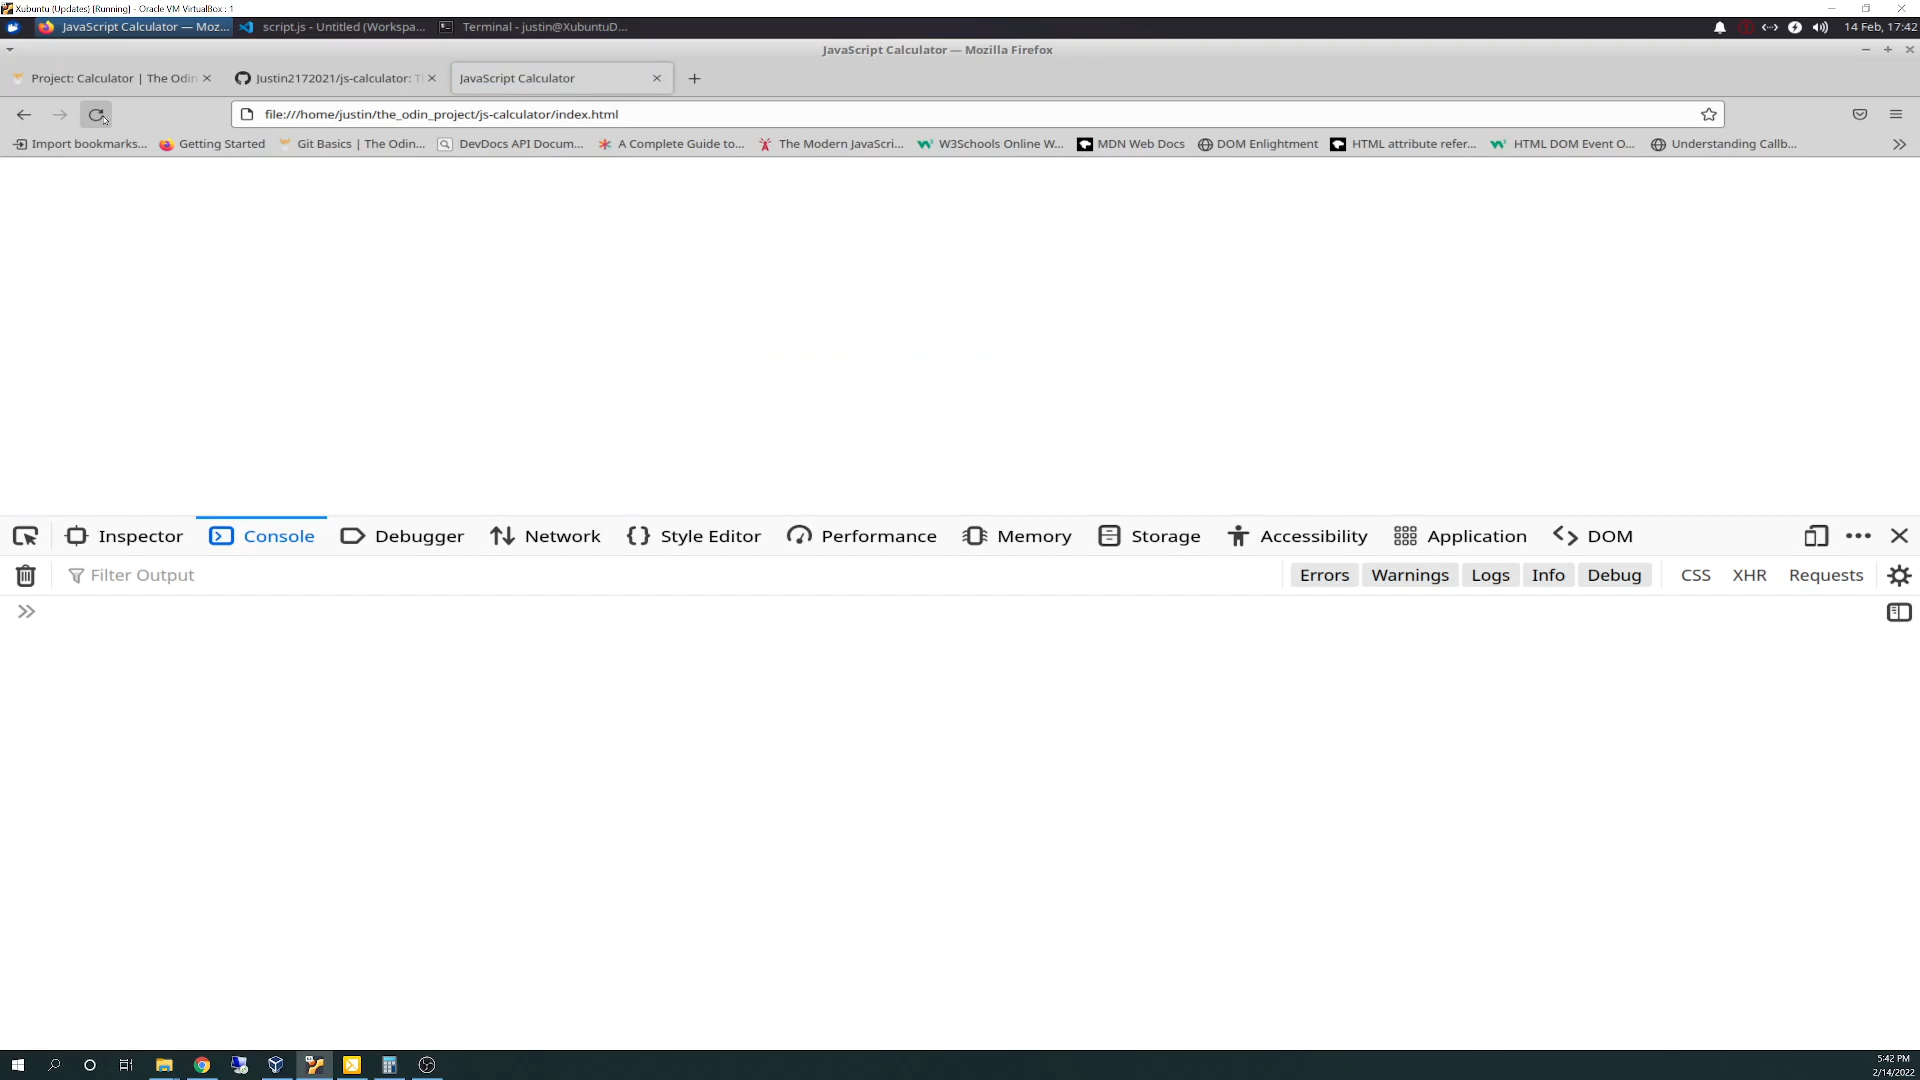 Xubuntu (Updates) [Running] - Oracle VM VirtualBox : 1
JavaScript Calculator — Moz... script.js - Untitled (Workspa... Terminal - justin@XubuntuD... 14 Feb, 17:42
JavaScript Calculator — Mozilla Firefox
Project: Calculator | The Odin Justin2172021/js-calculator: T JavaScript Calculator
file:///home/justin/the_odin_project/js-calculator/index.html
Import bookmarks... Getting Started Git Basics | The Odin... DevDocs API Docum... A Complete Guide to... The Modern JavaScri... W3Schools Online W... MDN Web Docs DOM Enlightment HTML attribute refer... HTML DOM Event O... Understanding Callb...
Inspector Console Debugger Network Style Editor Performance Memory Storage Accessibility Application DOM
Filter Output Errors Warnings Logs Info Debug CSS XHR Requests
5:42 PM
2/14/2022